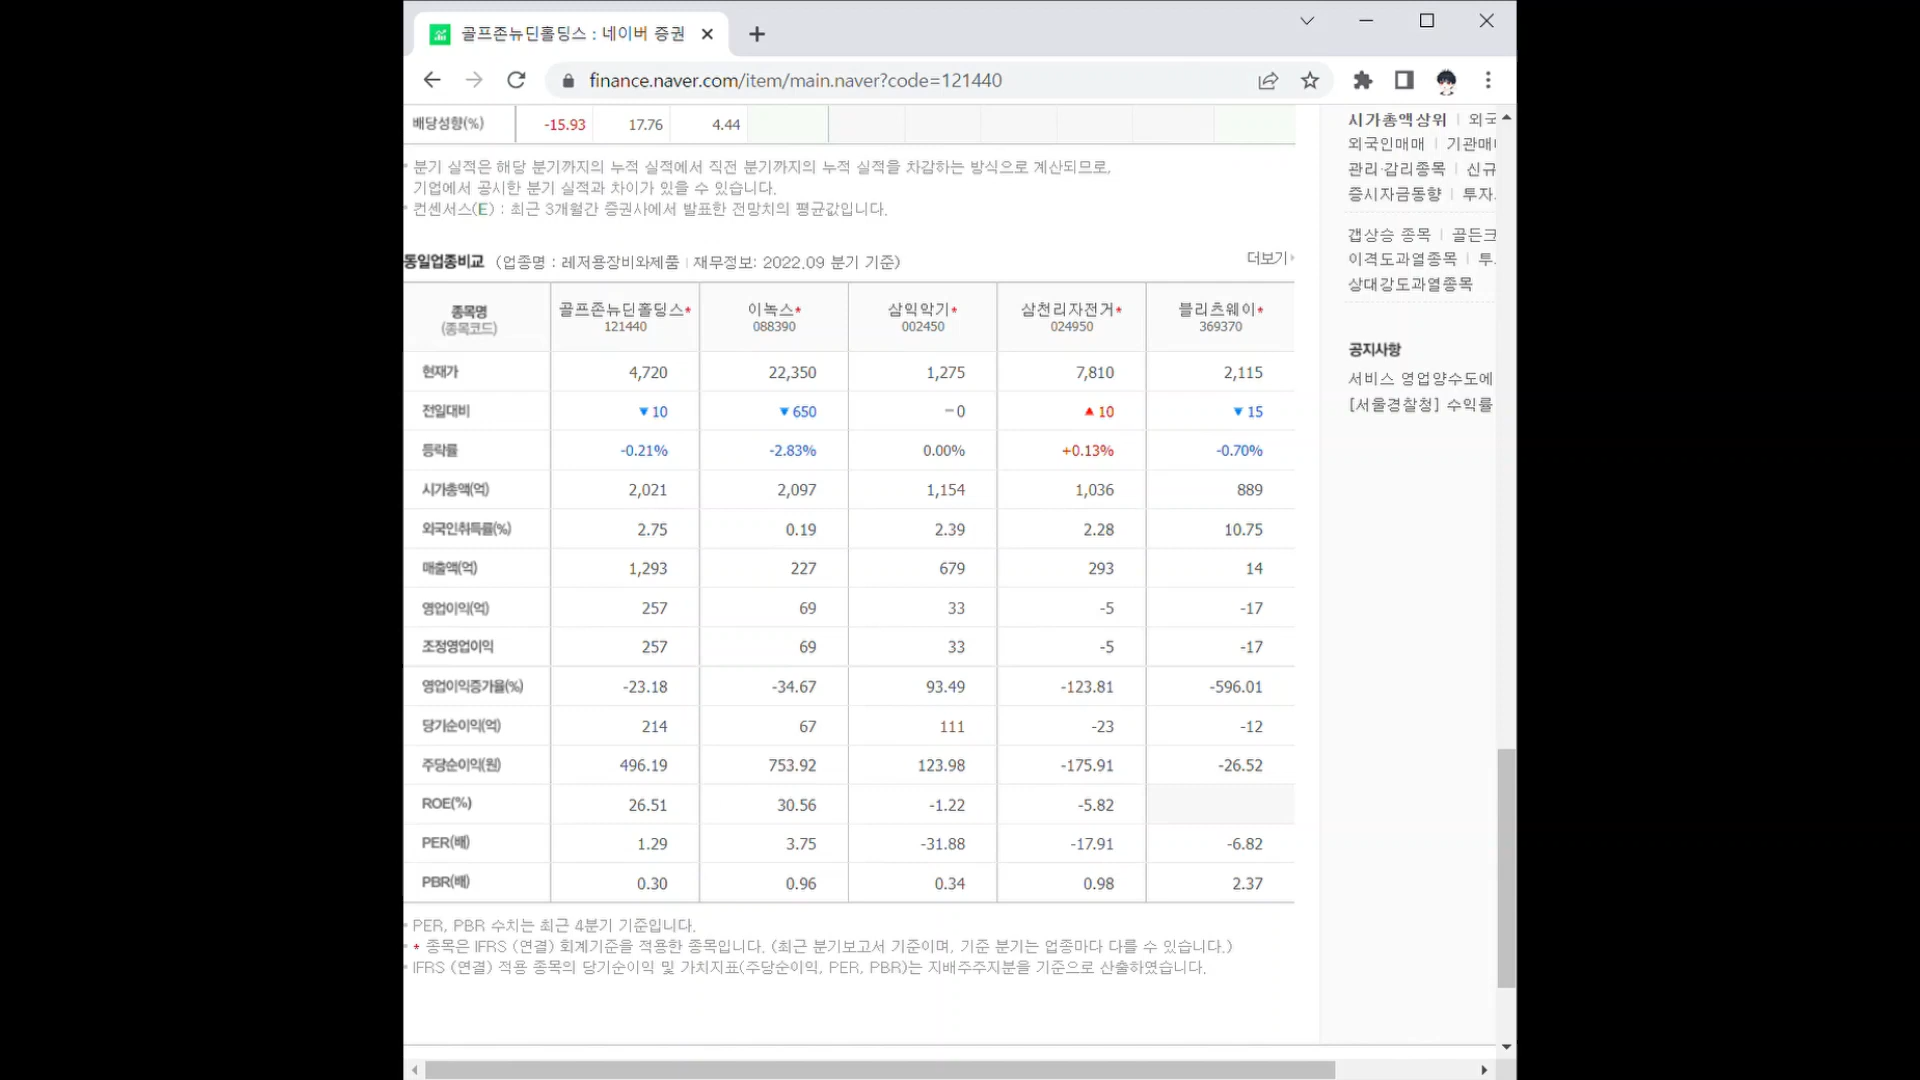 골프존뉴딘홀딩스 : 네이버 증권
finance.naver.com/item/main.naver?code=121440
배당성향(%) -15.93 17.76 4.44
분기 실적은 해당 분기까지의 누적 실적에서 직전 분기까지의 누적 실적을 차감하는 방식으로 계산되므로,
기업에서 공시한 분기 실적과 차이가 있을 수 있습니다.
컨센서스(E) : 최근 3개월간 증권사에서 발표한 전망치의 평균값입니다.
동일업종비교 (업종명 : 레저용장비와제품 | 재무정보: 2022.09 분기 기준) 더보기
종목명 골프존뉴딘홀딩스* 이녹스* 삼익악기* 삼천리자전거* 블리츠웨이*
(종목코드) 121440 088390 002450 024950 369370
현재가 4,720 22,350 1,275 7,810 2,115
전일대비 ▼10 ▼650 −0 ▲10 ▼15
등락률 -0.21% -2.83% 0.00% +0.13% -0.70%
시가총액(억) 2,021 2,097 1,154 1,036 889
외국인취득률(%) 2.75 0.19 2.39 2.28 10.75
매출액(억) 1,293 227 679 293 14
영업이익(억) 257 69 33 -5 -17
조정영업이익 257 69 33 -5 -17
영업이익증가율(%) -23.18 -34.67 93.49 -123.81 -596.01
당기순이익(억) 214 67 111 -23 -12
주당순이익(원) 496.19 753.92 123.98 -175.91 -26.52
ROE(%) 26.51 30.56 -1.22 -5.82
PER(배) 1.29 3.75 -31.88 -17.91 -6.82
PBR(배) 0.30 0.96 0.34 0.98 2.37
PER, PBR 수치는 최근 4분기 기준입니다.
* 종목은 IFRS (연결) 회계기준을 적용한 종목입니다. (최근 분기보고서 기준이며, 기준 분기는 업종마다 다를 수 있습니다.)
IFRS (연결) 적용 종목의 당기순이익 및 가치지표(주당순이익, PER, PBR)는 지배주주지분을 기준으로 산출하였습니다.
시가총액상위 | 외국
외국인매매 | 기관매매
관리·감리종목 | 신규
증시자금동향 | 투자
갭상승 종목 | 골든크
이격도과열종목 | 투
상대강도과열종목
공지사항
서비스 영업양수도에
[서울경찰청] 수익률